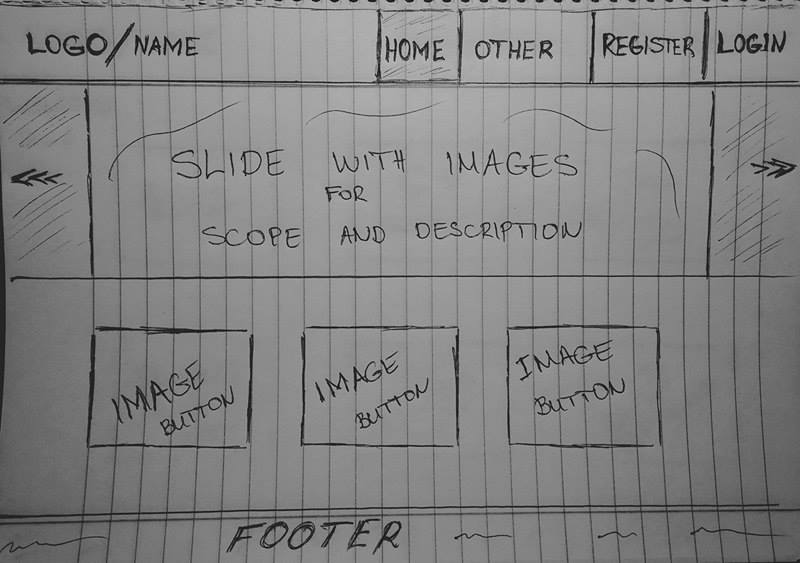 LOGO/NAME HOME OTHER REGISTER LOGIN
SLIDE WITH IMAGES
FOR
SCOPE AND DESCRIPTION
IMAGE
BUTTON
IMAGE
BUTTON
IMAGE
BUTTON
FOOTER